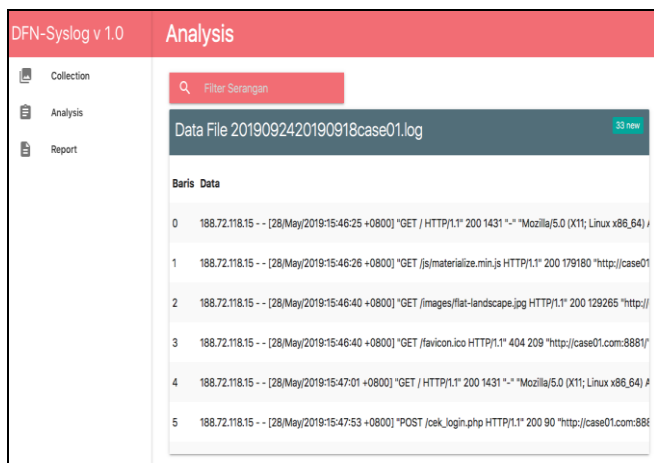 DFN-Syslog v 1.0
Analysis
Collection
Analysis
Report
Filter Serangan
Data File 2019092420190918case01.log
33 new
Baris Data
0 188.72.118.15 - - [28/May/2019:15:46:25 +0800] "GET / HTTP/1.1" 200 1431 "-" "Mozilla/5.0 (X11; Linux x86_64) A
1 188.72.118.15 - - [28/May/2019:15:46:26 +0800] "GET /js/materialize.min.js HTTP/1.1" 200 179180 "http://case01
2 188.72.118.15 - - [28/May/2019:15:46:40 +0800] "GET /images/flat-landscape.jpg HTTP/1.1" 200 129265 "http://
3 188.72.118.15 - - [28/May/2019:15:46:40 +0800] "GET /favicon.ico HTTP/1.1" 404 209 "http://case01.com:8881/"
4 188.72.118.15 - - [28/May/2019:15:47:01 +0800] "GET / HTTP/1.1" 200 1431 "-" "Mozilla/5.0 (X11; Linux x86_64) A
5 188.72.118.15 - - [28/May/2019:15:47:53 +0800] "POST /cek_login.php HTTP/1.1" 200 90 "http://case01.com:888